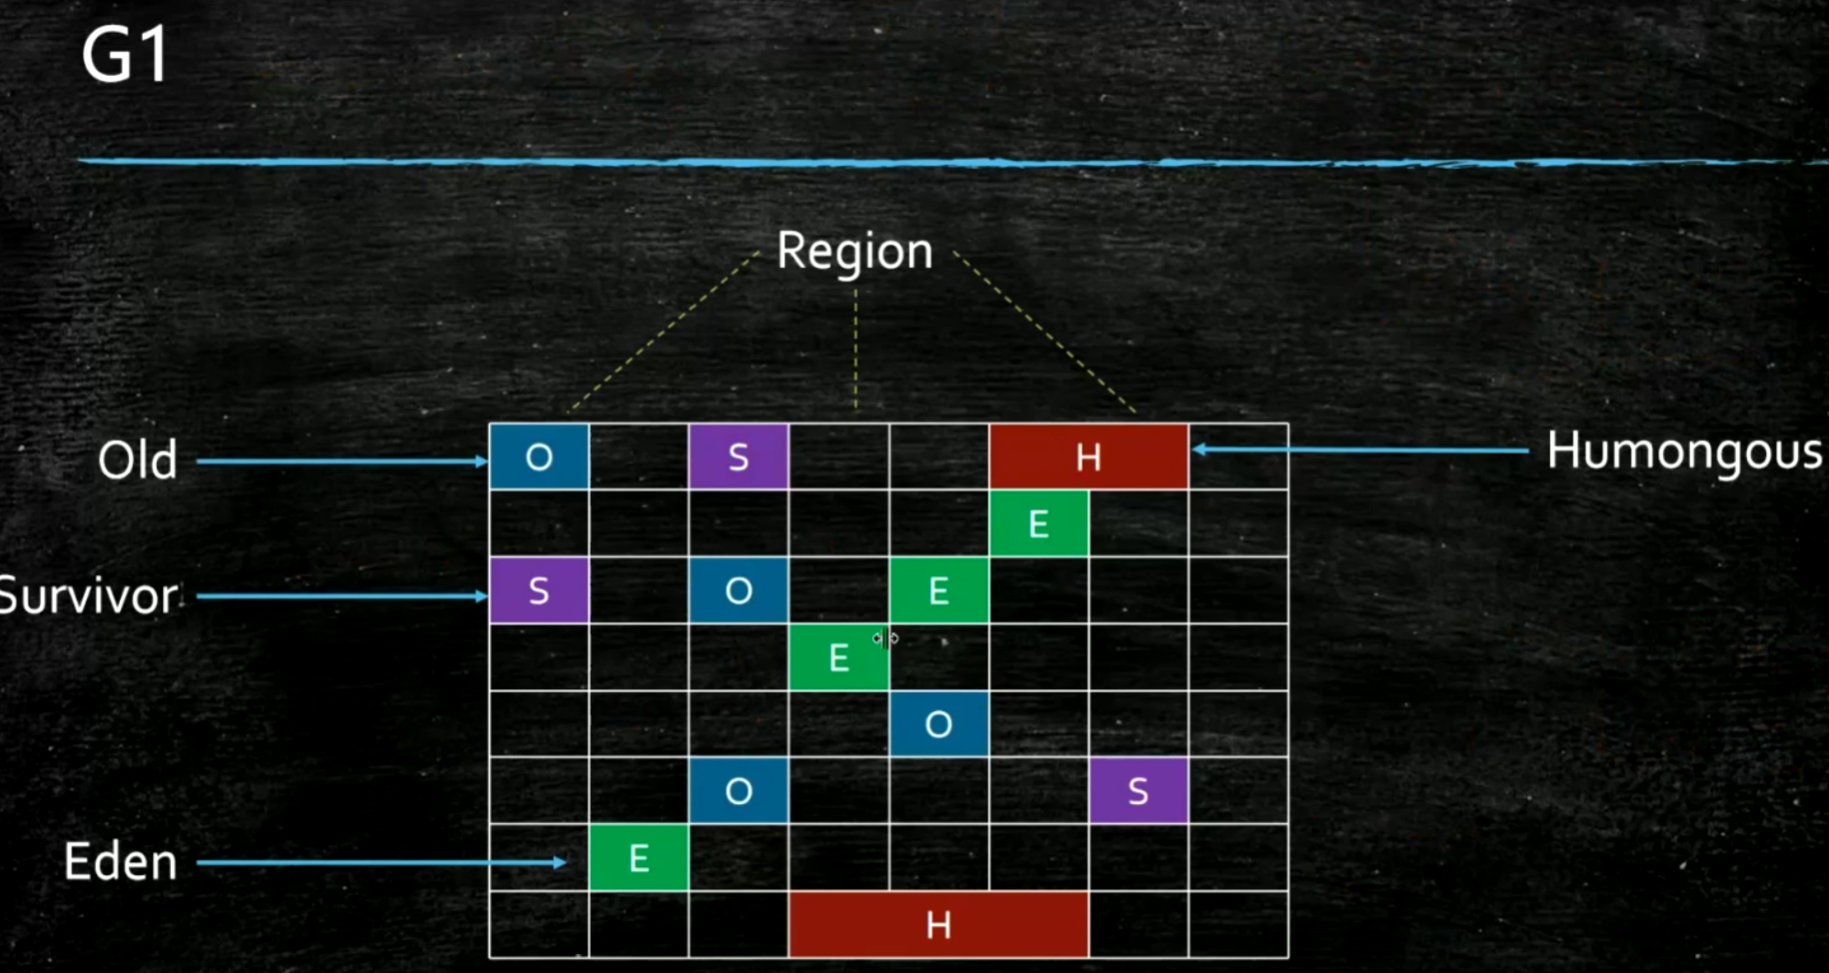 G1
Region
Old
O S H
Humongous
E
Survivor
S O E
E
O
O S
Eden
E
H